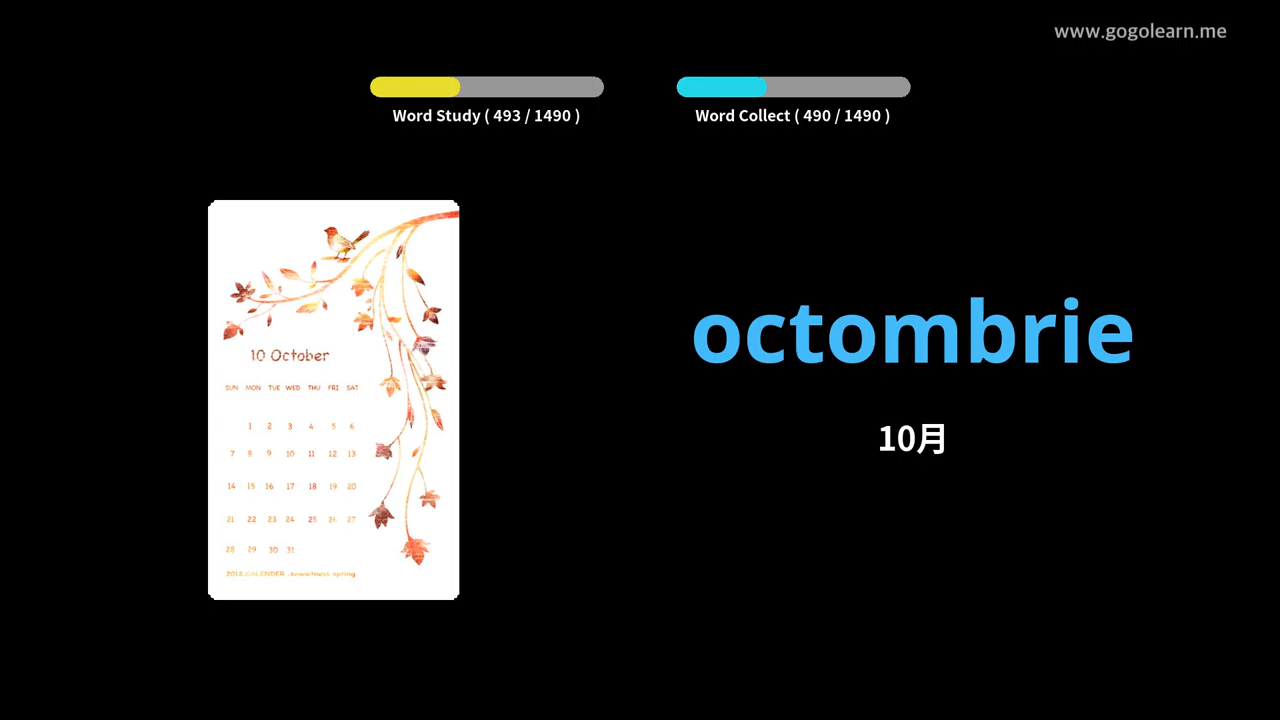 www.gogolearn.me
Word Study ( 493 / 1490 )
Word Collect ( 490 / 1490 )
10 October
SUN MON TUE WED THU FRI SAT
1 2 3 4 5 6
7 8 9 10 11 12 13
14 15 16 17 18 19 20
21 22 23 24 25 26 27
28 29 30 31
2012.CALENDER
octombrie
10月